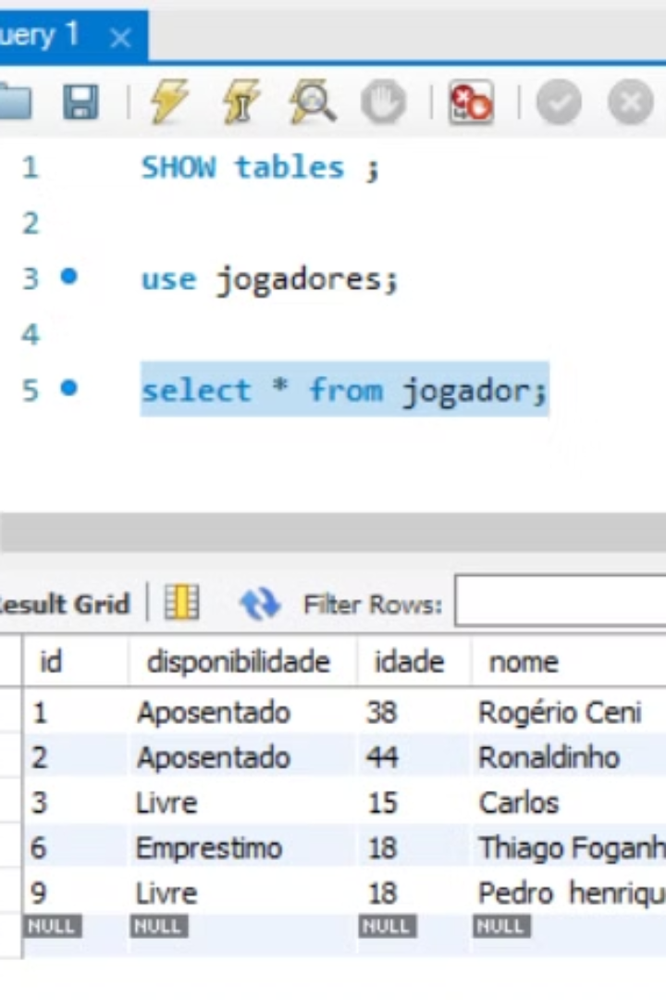 uery 1
1 SHOW tables ;
2
3 use jogadores;
4
5 select * from jogador;
esult Grid Filter Rows:
id disponibilidade idade nome
1 Aposentado 38 Rogério Ceni
2 Aposentado 44 Ronaldinho
3 Livre 15 Carlos
6 Emprestimo 18 Thiago Foganh
9 Livre 18 Pedro henriqu
NULL NULL NULL NULL